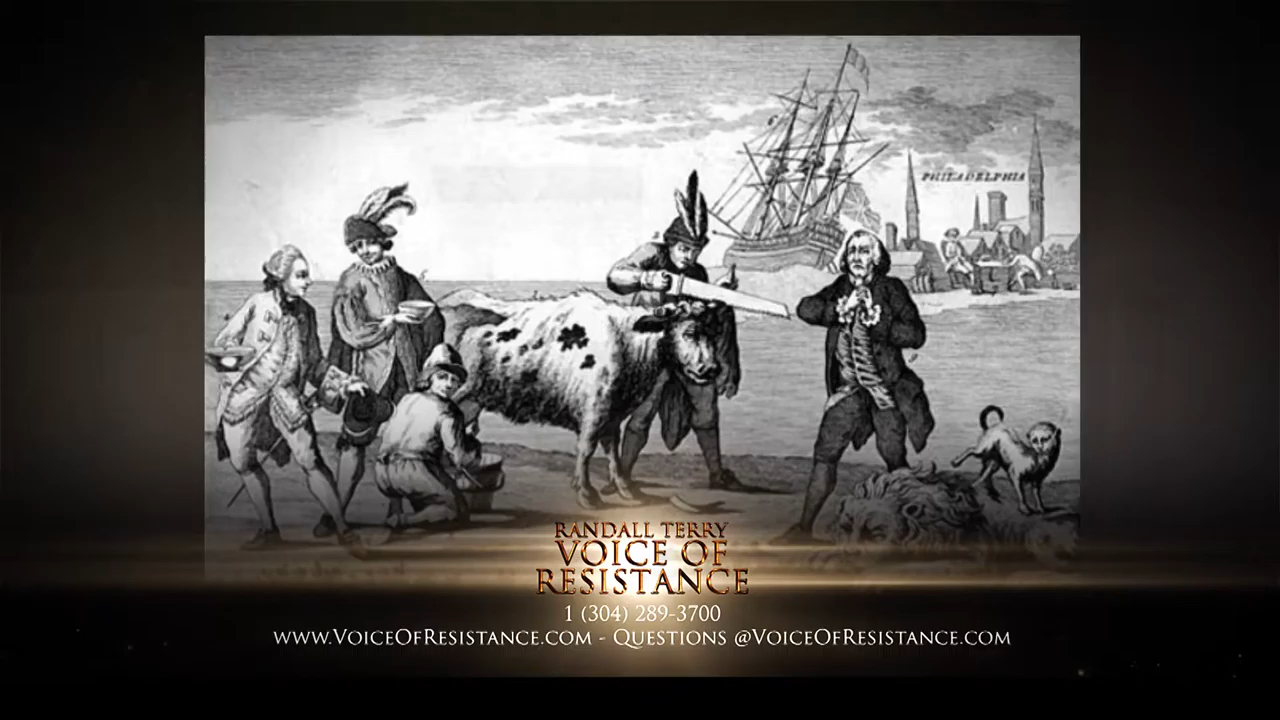 PHILADELPHIA
RANDALL TERRY
VOICE OF
RESISTANCE
1 (304) 289-3700
www.VoiceOfResistance.com - Questions @VoiceOfResistance.com